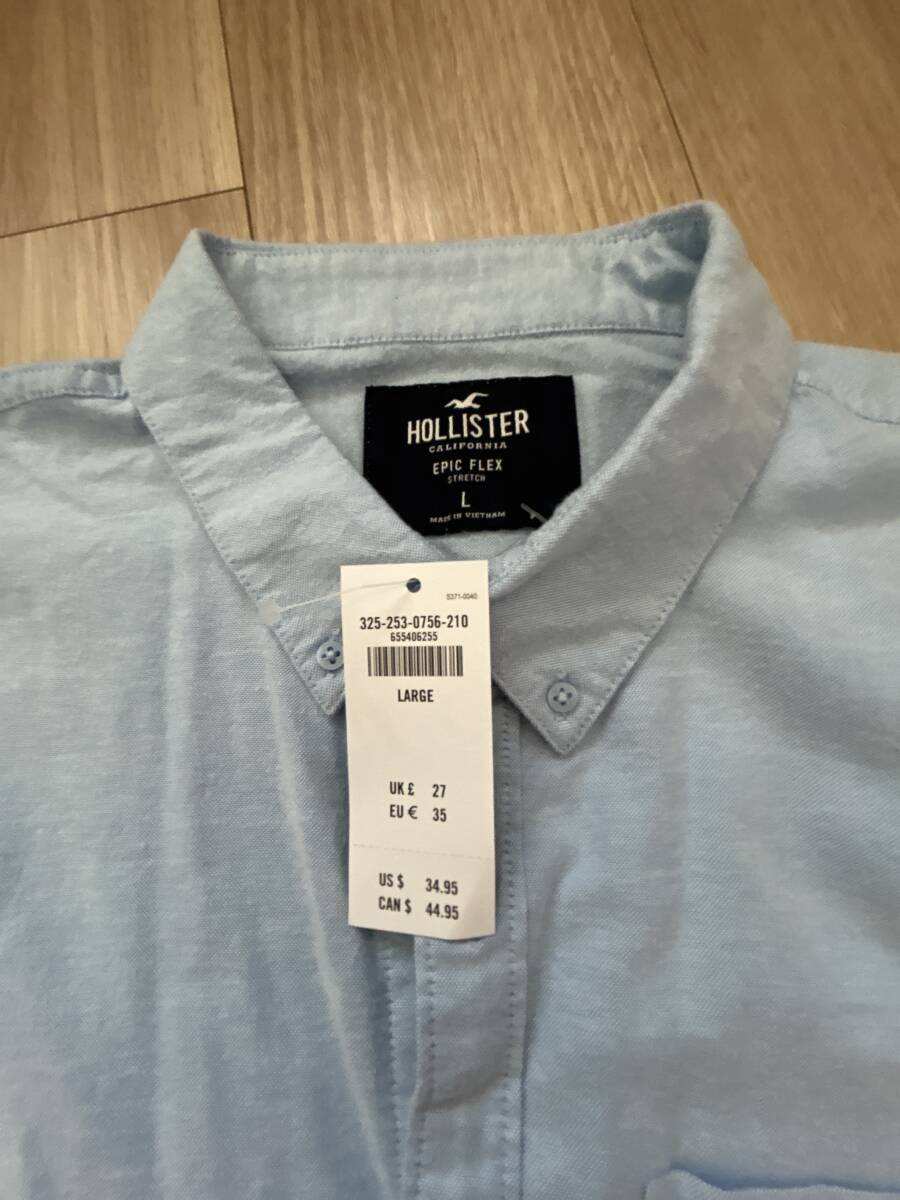 HOLLISTER
CALIFORNIA
EPIC FLEX
STRETCH
L
MADE IN VIETNAM
5371-0040
325-253-0756-210
655406255
LARGE
UK £ 27
EU € 35
US $ 34.95
CAN $ 44.95